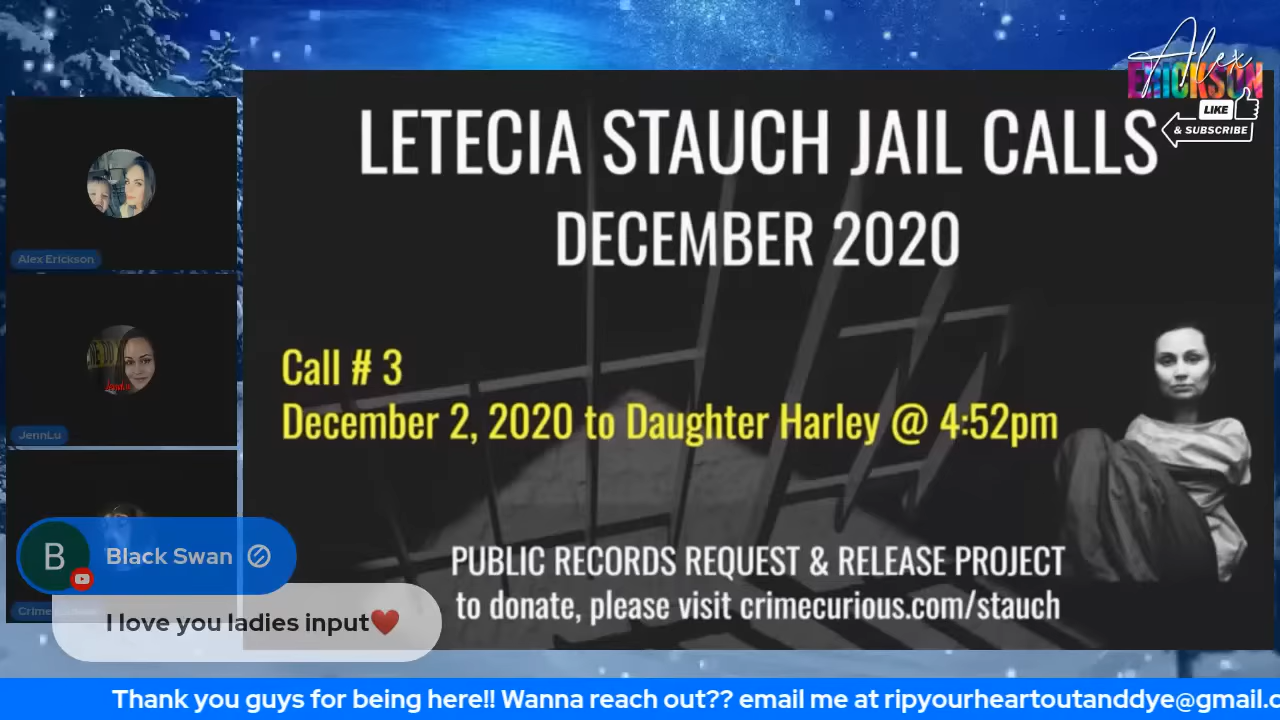 Alex
ERICKSON
LIKE
& SUBSCRIBE
LETECIA STAUCH JAIL CALLS
DECEMBER 2020
Alex Erickson
Call # 3
December 2, 2020 to Daughter Harley @ 4:52pm
JennLu
PUBLIC RECORDS REQUEST & RELEASE PROJECT
to donate, please visit crimecurious.com/stauch
B
Black Swan
Crime
I love you ladies input❤️
Thank you guys for being here!! Wanna reach out?? email me at ripyourheartoutanddye@gmail.c